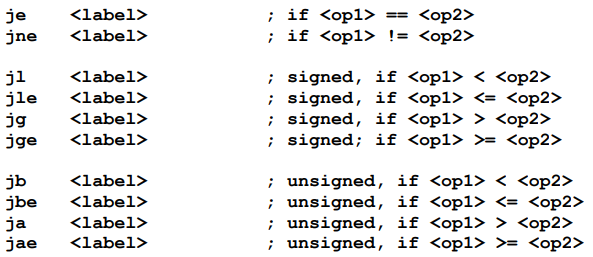 je <label> ; if <op1> == <op2>
jne <label> ; if <op1> != <op2>
jl <label> ; signed, if <op1> < <op2>
jle <label> ; signed, if <op1> <= <op2>
jg <label> ; signed, if <op1> > <op2>
jge <label> ; signed; if <op1> >= <op2>
jb <label> ; unsigned, if <op1> < <op2>
jbe <label> ; unsigned, if <op1> <= <op2>
ja <label> ; unsigned, if <op1> > <op2>
jae <label> ; unsigned, if <op1> >= <op2>